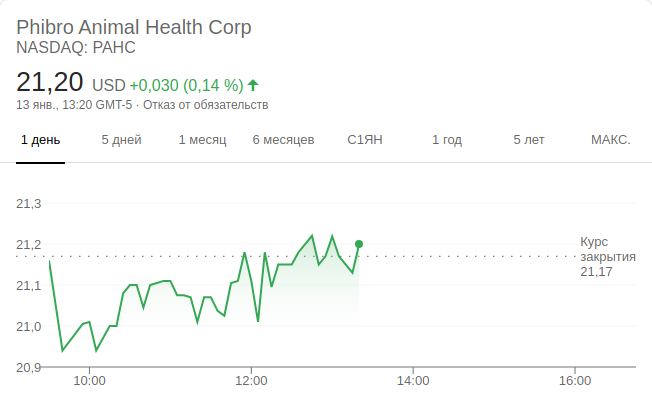 Phibro Animal Health Corp
NASDAQ: PAHC
21,20 USD +0,030 (0,14 %)
13 янв., 13:20 GMT-5 · Отказ от обязательств
1 день 5 дней 1 месяц 6 месяцев С1ЯН 1 год 5 лет МАКС.
21,3
21,2
21,1
21,0
20,9
Курс
закрытия
21,17
10:00 12:00 14:00 16:00